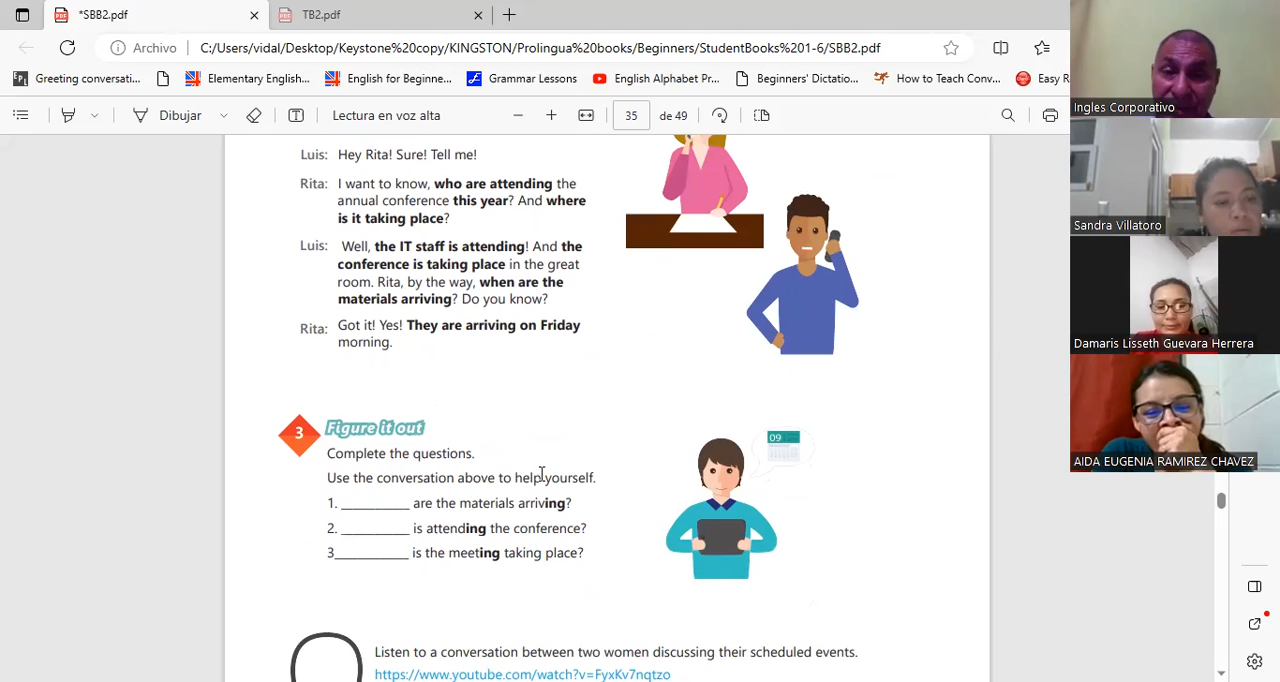 *SBB2.pdf
TB2.pdf
Archivo C:/Users/vidal/Desktop/Keystone%20copy/KINGSTON/Prolingua%20books/Beginners/StudentBooks%201-6/SBB2.pdf
Greeting conversati... Elementary English... English for Beginne... Grammar Lessons English Alphabet Pr... Beginners' Dictatio... How to Teach Conv... Easy R
Dibujar Lectura en voz alta 35 de 49
Luis: Hey Rita! Sure! Tell me!
Rita: I want to know, who are attending the
annual conference this year? And where
is it taking place?
Luis: Well, the IT staff is attending! And the
conference is taking place in the great
room. Rita, by the way, when are the
materials arriving? Do you know?
Rita: Got it! Yes! They are arriving on Friday
morning.
3 Figure it out
09
Complete the questions.
Use the conversation above to help yourself.
1. __________ are the materials arriving?
2. __________ is attending the conference?
3___________ is the meeting taking place?
Listen to a conversation between two women discussing their scheduled events.
https://www.youtube.com/watch?v=FyxKv7nqtzo
Ingles Corporativo
Sandra Villatoro
Damaris Lisseth Guevara Herrera
AIDA EUGENIA RAMIREZ CHAVEZ